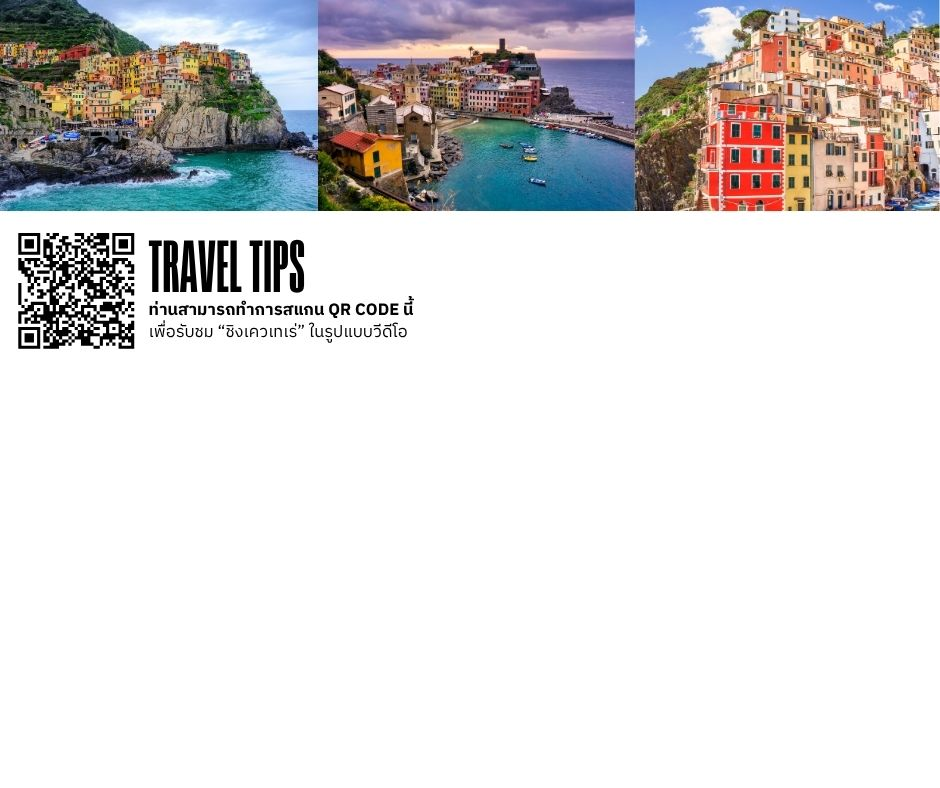 TRAVEL TIPS
ท่านสามารถทำการสแกน QR CODE นี้
เพื่อรับชม “ชิงเควเทเร่” ในรูปแบบวีดีโอ